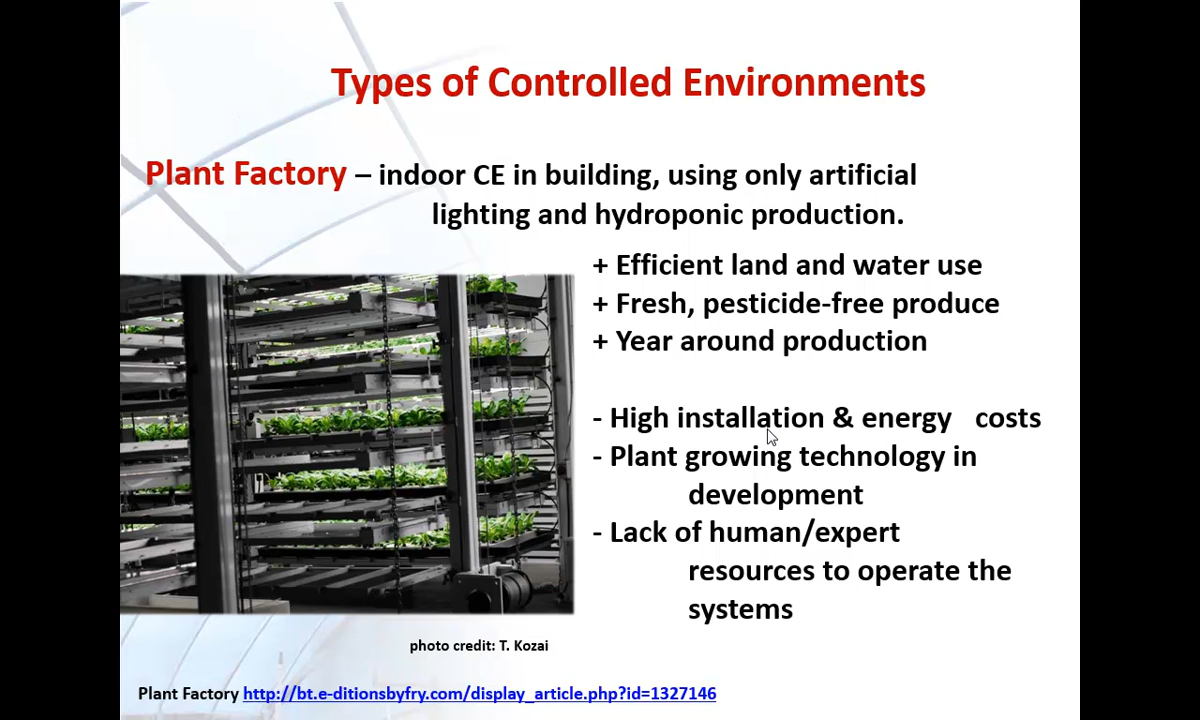 Types of Controlled Environments
Plant Factory – indoor CE in building, using only artificial
lighting and hydroponic production.
+ Efficient land and water use
+ Fresh, pesticide-free produce
+ Year around production
- High installation & energy   costs
- Plant growing technology in
development
- Lack of human/expert
resources to operate the
systems
photo credit: T. Kozai
Plant Factory http://bt.e-ditionsbyfry.com/display_article.php?id=1327146